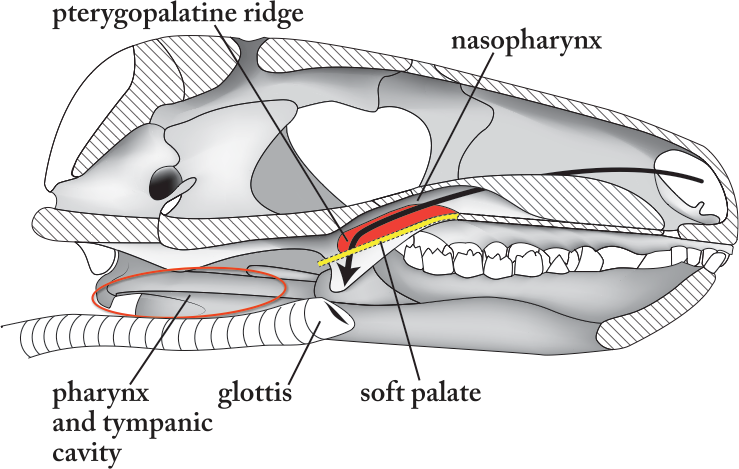 pterygopalatine ridge
nasopharynx
pharynx
and tympanic
cavity
glottis
soft palate